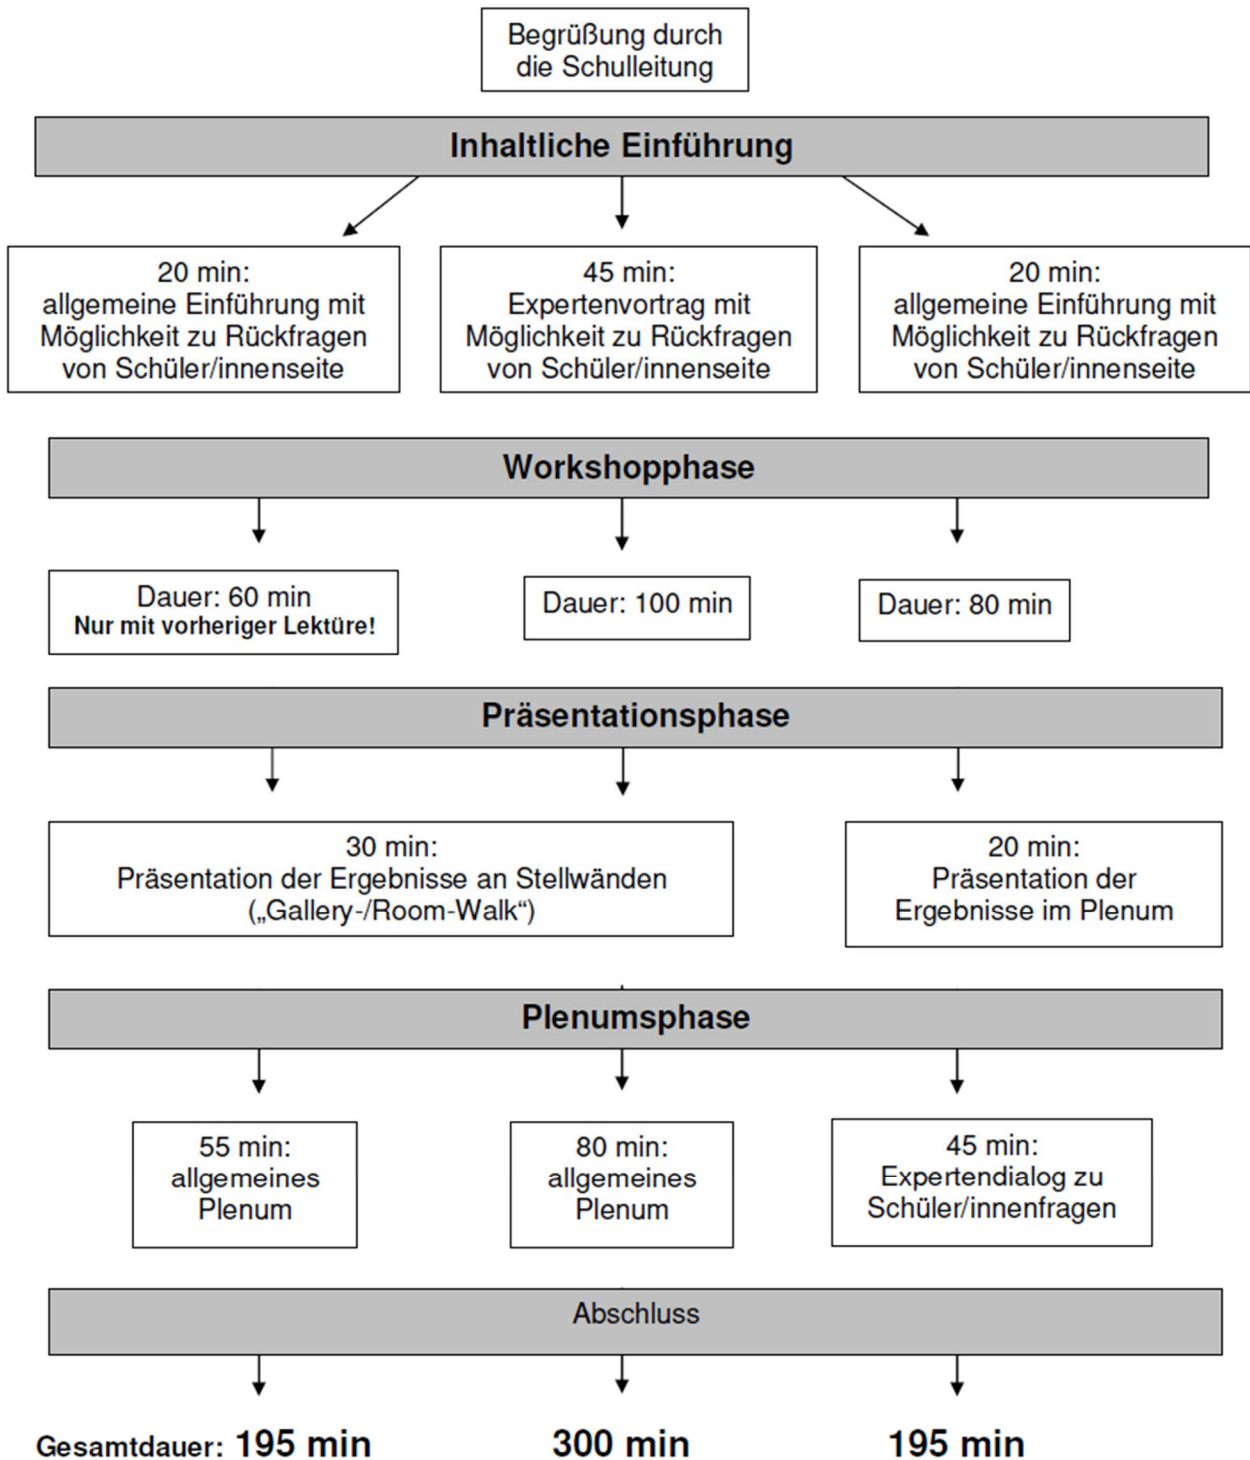 Begrüßung durch
die Schulleitung
Inhaltliche Einführung
20 min:
allgemeine Einführung mit
Möglichkeit zu Rückfragen
von Schüler/innenseite
45 min:
Expertenvortrag mit
Möglichkeit zu Rückfragen
von Schüler/innenseite
20 min:
allgemeine Einführung mit
Möglichkeit zu Rückfragen
von Schüler/innenseite
Workshopphase
Dauer: 60 min
Nur mit vorheriger Lektüre!
Dauer: 100 min
Dauer: 80 min
Präsentationsphase
30 min:
Präsentation der Ergebnisse an Stellwänden
(„Gallery-/Room-Walk“)
20 min:
Präsentation der
Ergebnisse im Plenum
Plenumsphase
55 min:
allgemeines
Plenum
80 min:
allgemeines
Plenum
45 min:
Expertendialog zu
Schüler/innenfragen
Abschluss
Gesamtdauer: 195 min
300 min
195 min